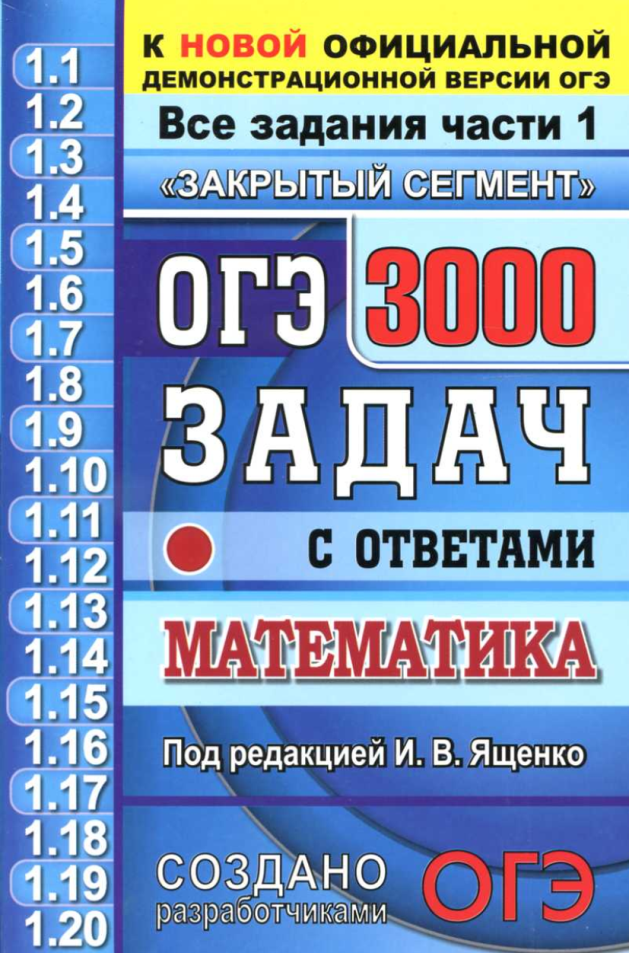 К НОВОЙ ОФИЦИАЛЬНОЙ
ДЕМОНСТРАЦИОННОЙ ВЕРСИИ ОГЭ
Все задания части 1
«ЗАКРЫТЫЙ СЕГМЕНТ»
ОГЭ 3000
ЗАДАЧ
С ОТВЕТАМИ
МАТЕМАТИКА
Под редакцией И. В. Ященко
СОЗДАНО
разработчиками
ОГЭ
1.1
1.2
1.3
1.4
1.5
1.6
1.7
1.8
1.9
1.10
1.11
1.12
1.13
1.14
1.15
1.16
1.17
1.18
1.19
1.20